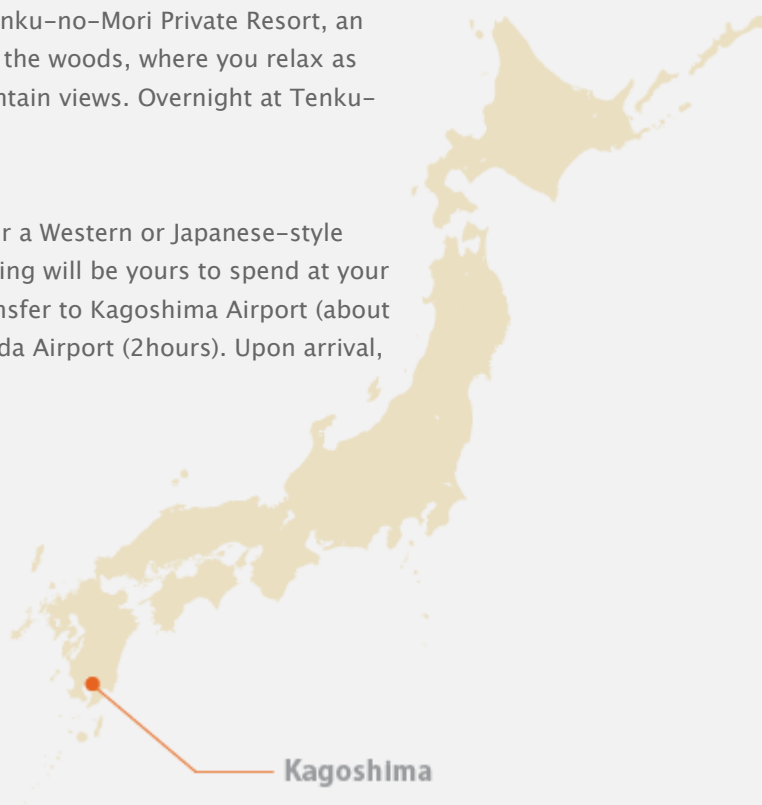 nku-no-Mori Private Resort, an
the woods, where you relax as
ntain views. Overnight at Tenku-
r a Western or Japanese-style
ing will be yours to spend at your
nsfer to Kagoshima Airport (about
da Airport (2hours). Upon arrival,
Kagoshima